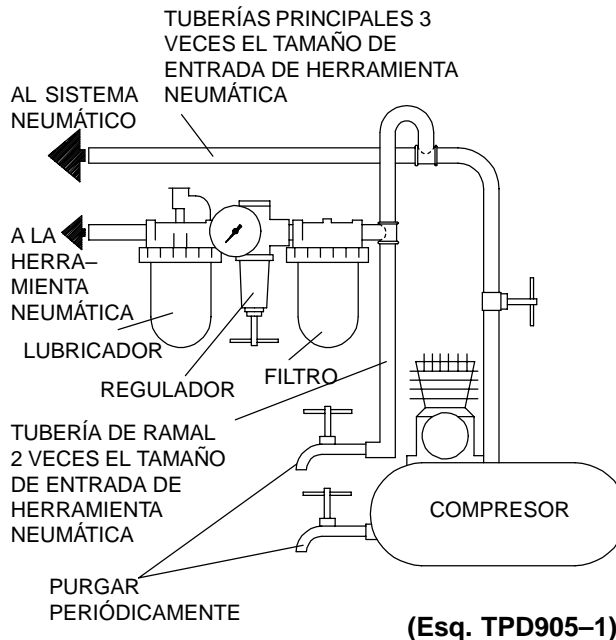 TUBERÍAS PRINCIPALES 3
VECES EL TAMAÑO DE
ENTRADA DE HERRAMIENTA
NEUMÁTICA
AL SISTEMA
NEUMÁTICO
A LA
HERRA–
MIENTA
NEUMÁTICA
LUBRICADOR
REGULADOR
FILTRO
TUBERÍA DE RAMAL
2 VECES EL TAMAÑO
DE ENTRADA DE
HERRAMIENTA
NEUMÁTICA
COMPRESOR
PURGAR
PERIÓDICAMENTE
(Esq. TPD905–1)